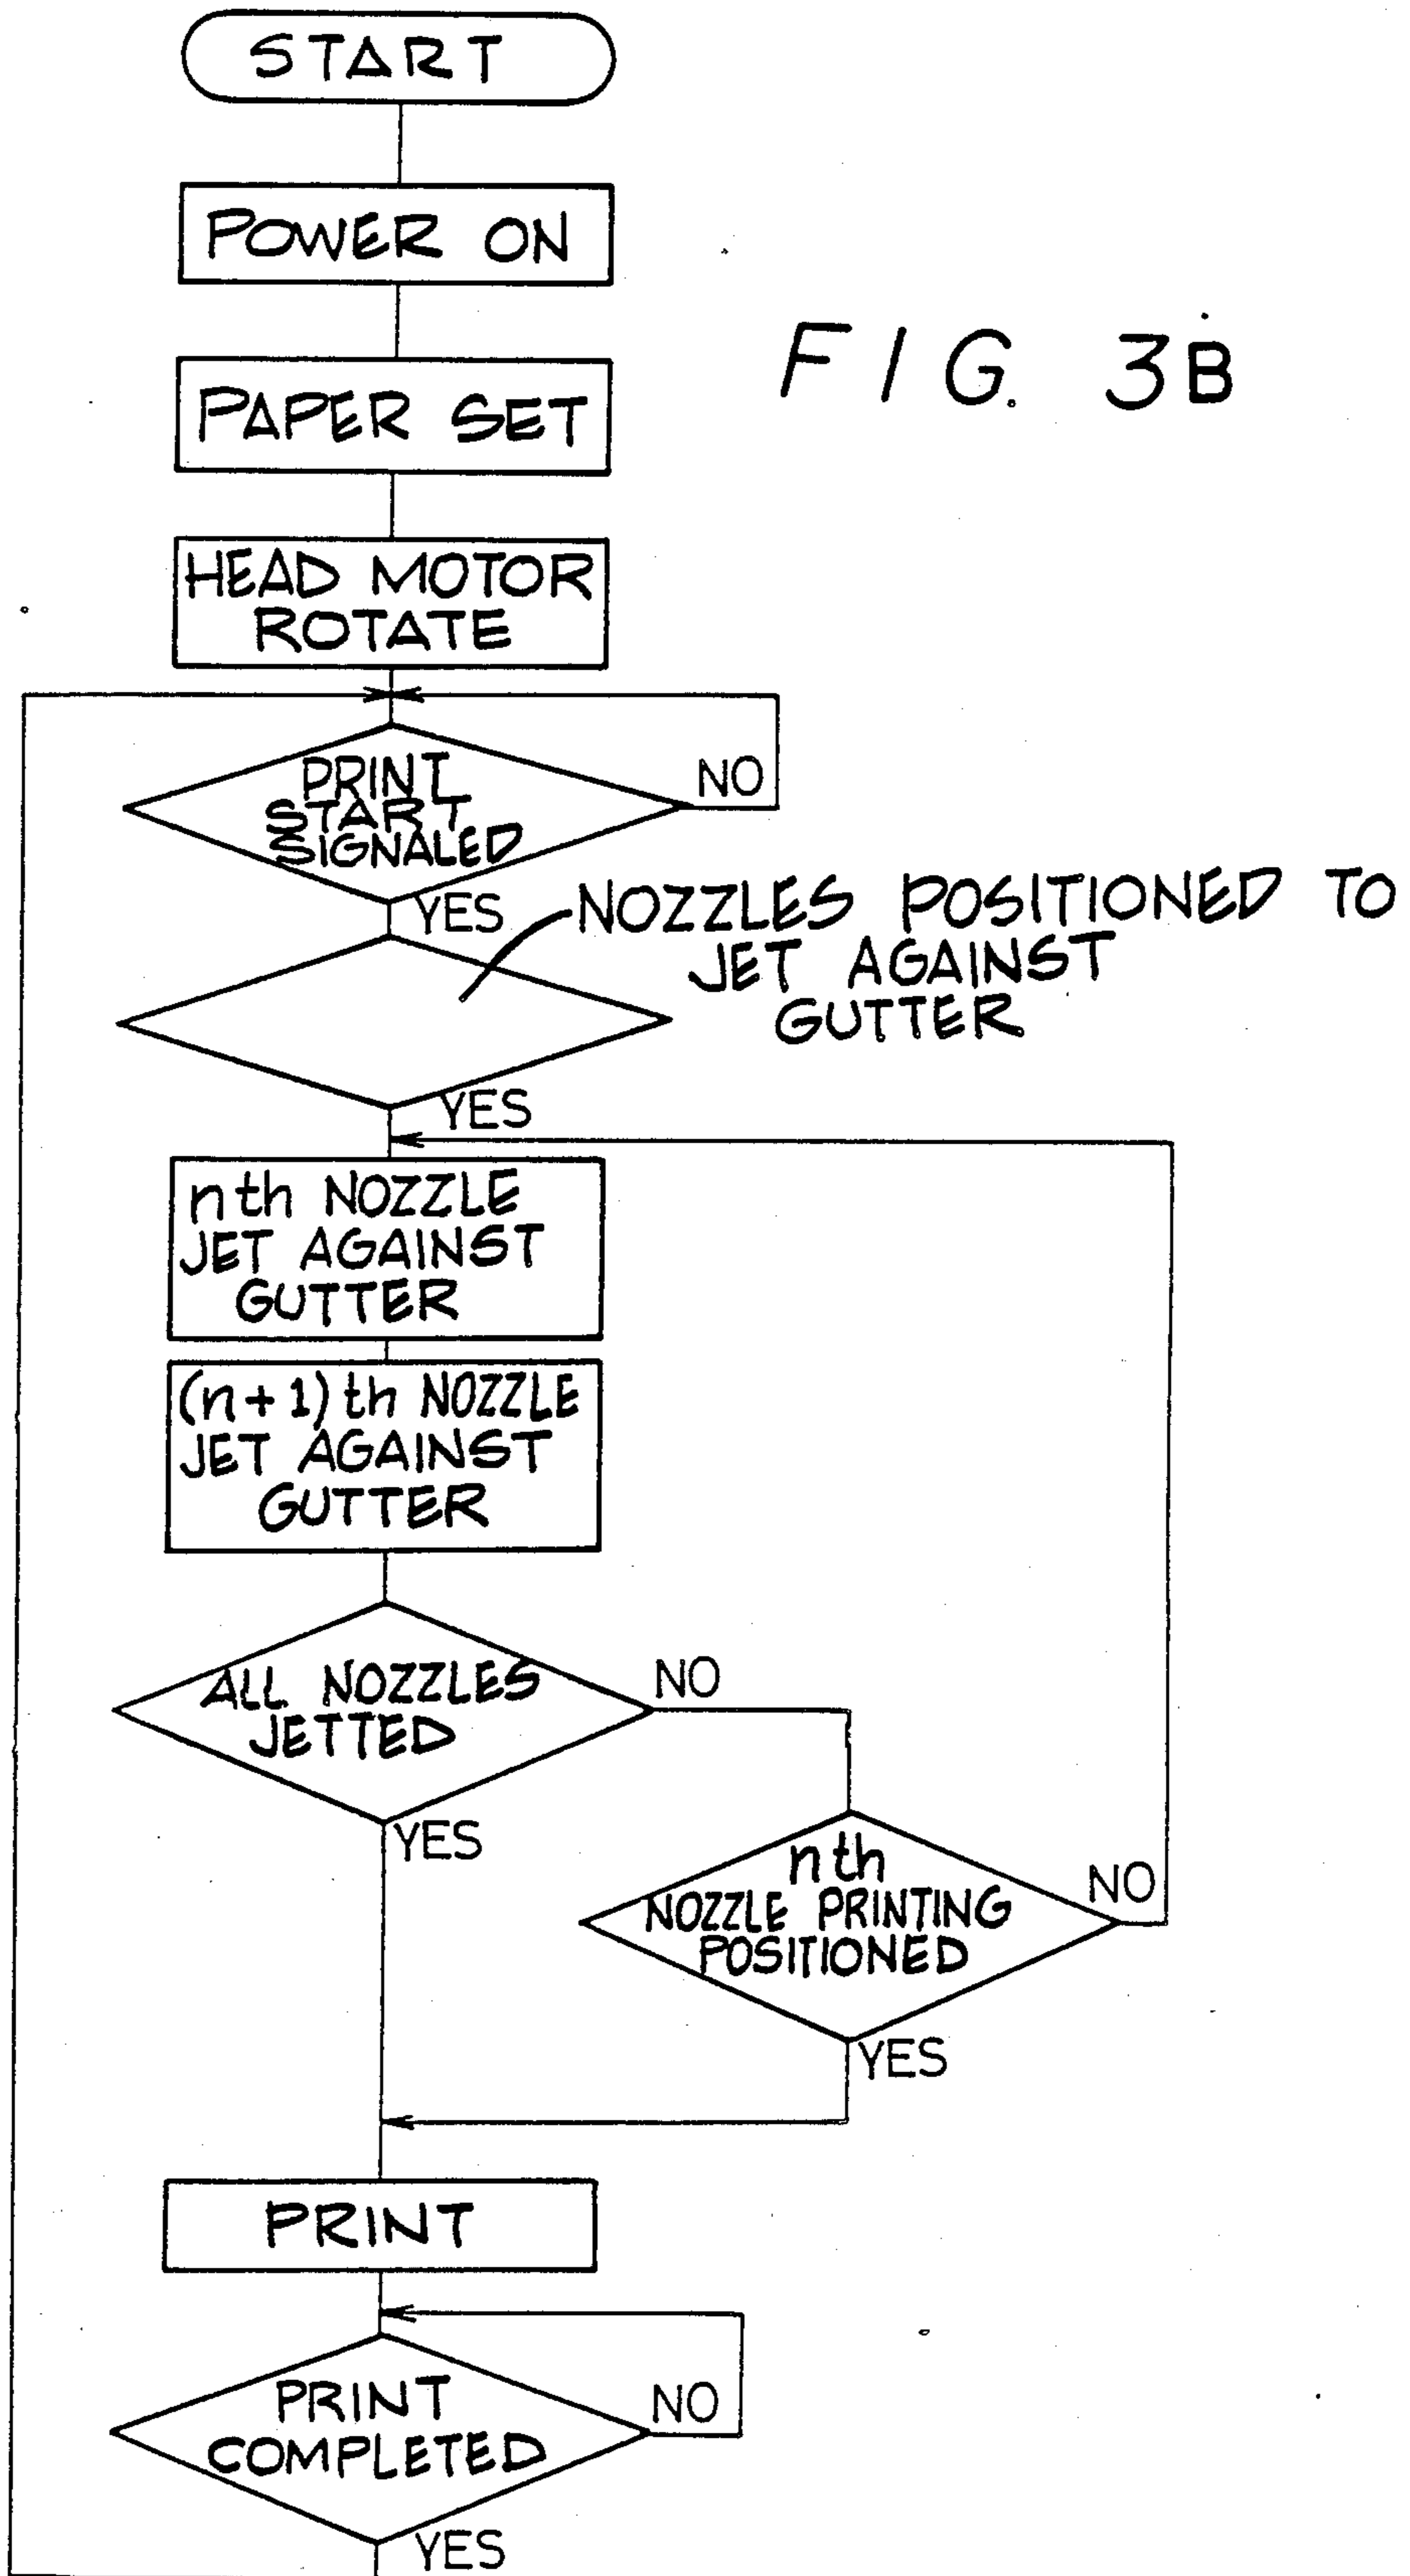 START
POWER ON
FIG. 3B
PAPER SET
HEAD MOTOR
ROTATE
PRINT
START
SIGNALED
NO
YES
NOZZLES POSITIONED TO
JET AGAINST
GUTTER
YES
nth NOZZLE
JET AGAINST
GUTTER
(n+1)th NOZZLE
JET AGAINST
GUTTER
ALL NOZZLES
JETTED
NO
YES
nth
NOZZLE PRINTING
POSITIONED
NO
YES
PRINT
PRINT
COMPLETED
NO
YES